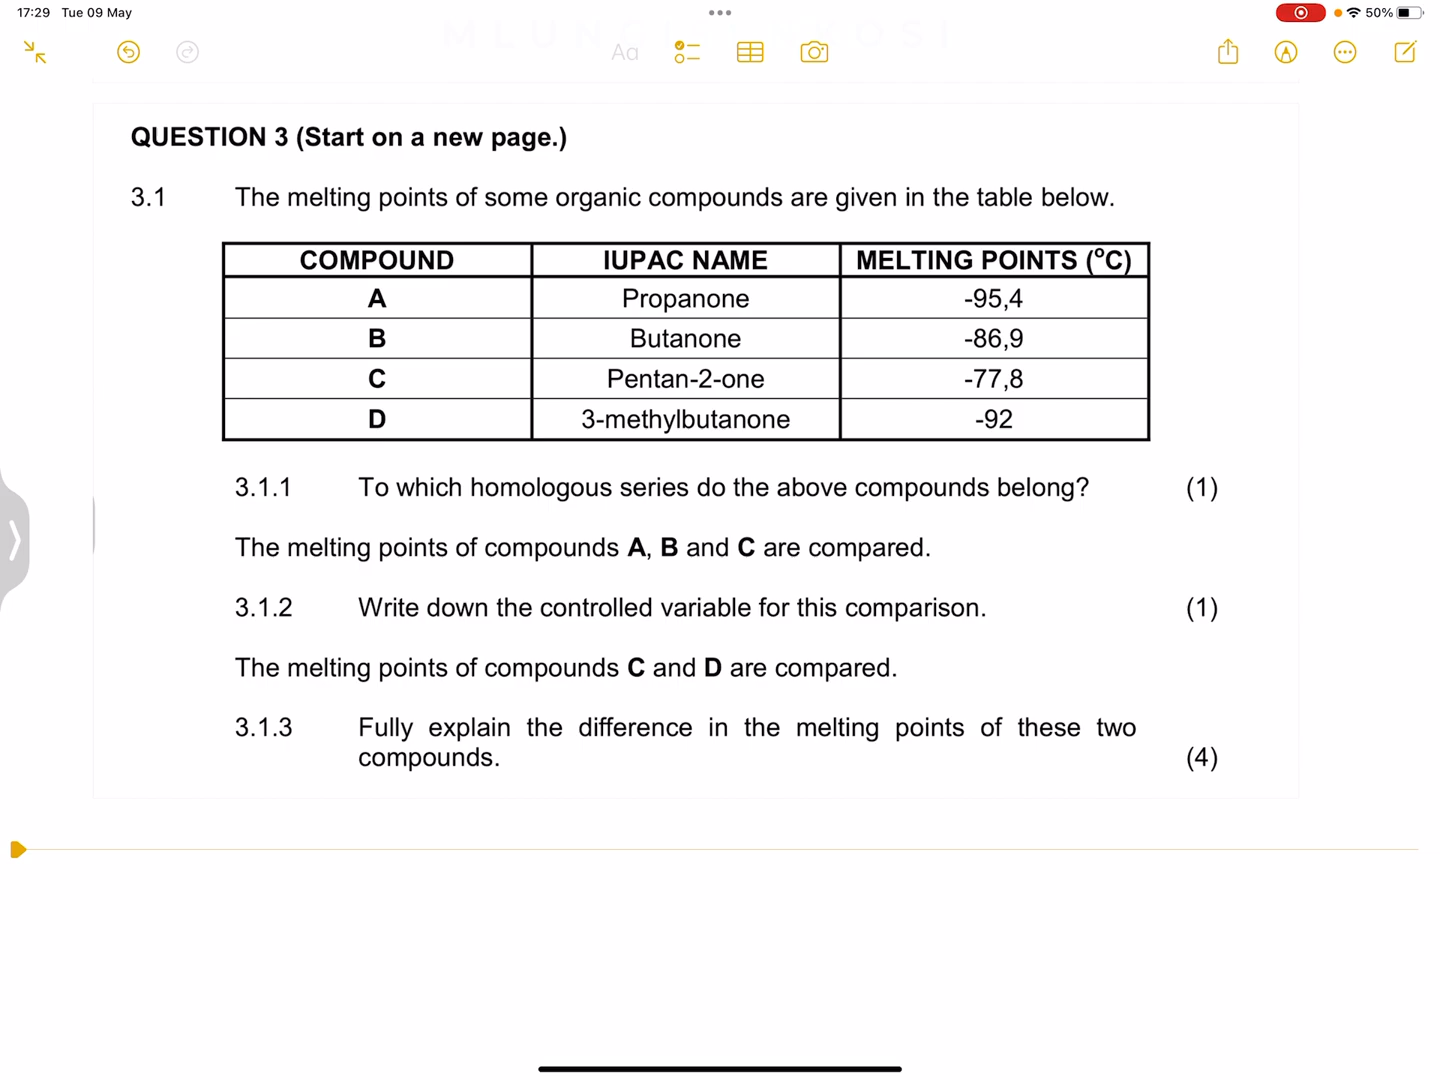 17:29 Tue 09 May
50%
Aa
QUESTION 3 (Start on a new page.)
3.1 The melting points of some organic compounds are given in the table below.
COMPOUND IUPAC NAME MELTING POINTS (°C)
A Propanone -95,4
B Butanone -86,9
C Pentan-2-one -77,8
D 3-methylbutanone -92
3.1.1 To which homologous series do the above compounds belong? (1)
The melting points of compounds A, B and C are compared.
3.1.2 Write down the controlled variable for this comparison. (1)
The melting points of compounds C and D are compared.
3.1.3 Fully explain the difference in the melting points of these two
compounds. (4)